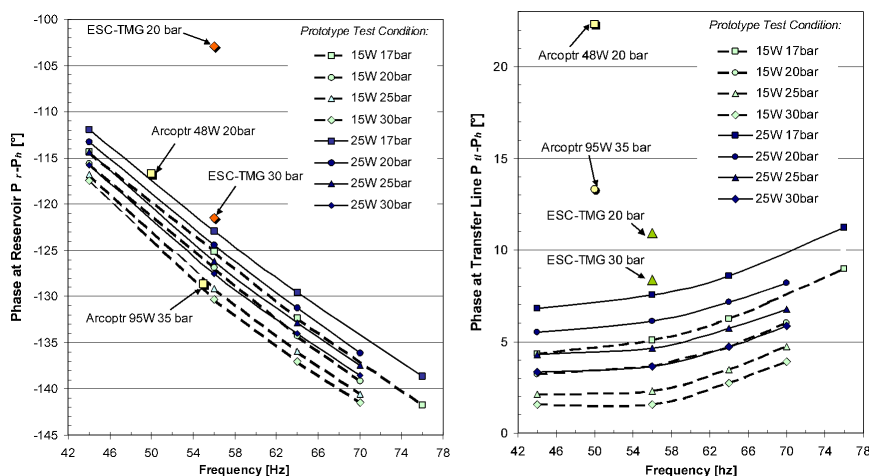 Phase at Reservoir P r-Ph [°]
-100
-105
-110
-115
-120
-125
-130
-135
-140
-145
42 46 50 54 58 62 66 70 74 78
Frequency [Hz]
ESC-TMG 20 bar
Arcoptr 48W 20bar
ESC-TMG 30 bar
Arcoptr 95W 35 bar
Prototype Test Condition:
15W 17bar
15W 20bar
15W 25bar
15W 30bar
25W 17bar
25W 20bar
25W 25bar
25W 30bar
Phase at Transfer Line P tl-Ph [°]
20
15
10
5
0
42 46 50 54 58 62 66 70 74 78
Frequency [hz]
Arcoptr 48W 20 bar
Arcoptr 95W 35 bar
ESC-TMG 20 bar
ESC-TMG 30 bar
Prototype Test Condition:
15W 17bar
15W 20bar
15W 25bar
15W 30bar
25W 17bar
25W 20bar
25W 25bar
25W 30bar